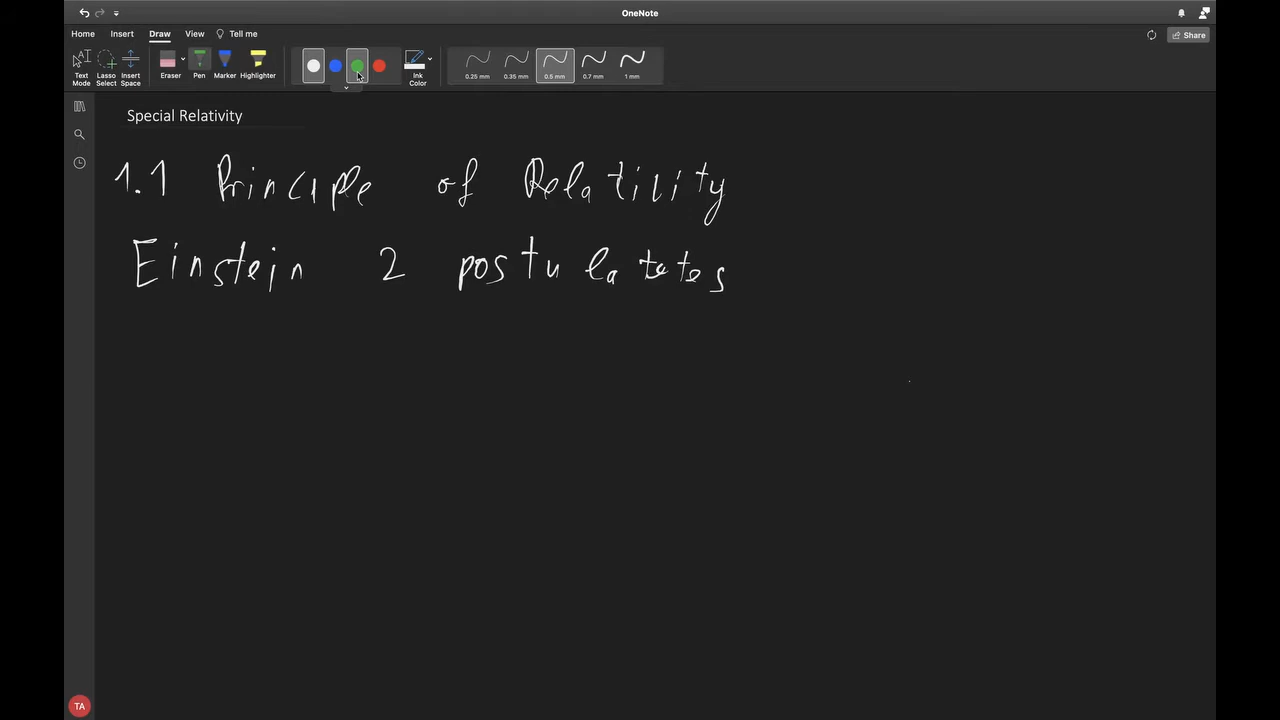 OneNote
Home Insert Draw View Tell me
Share
Text Mode
Lasso Select
Insert Space
Eraser
Pen
Marker
Highlighter
Ink Color
0.25 mm
0.35 mm
0.5 mm
0.7 mm
1 mm
Special Relativity
1.1 Principle of Relatility
Einstein 2 postulatetes
TA